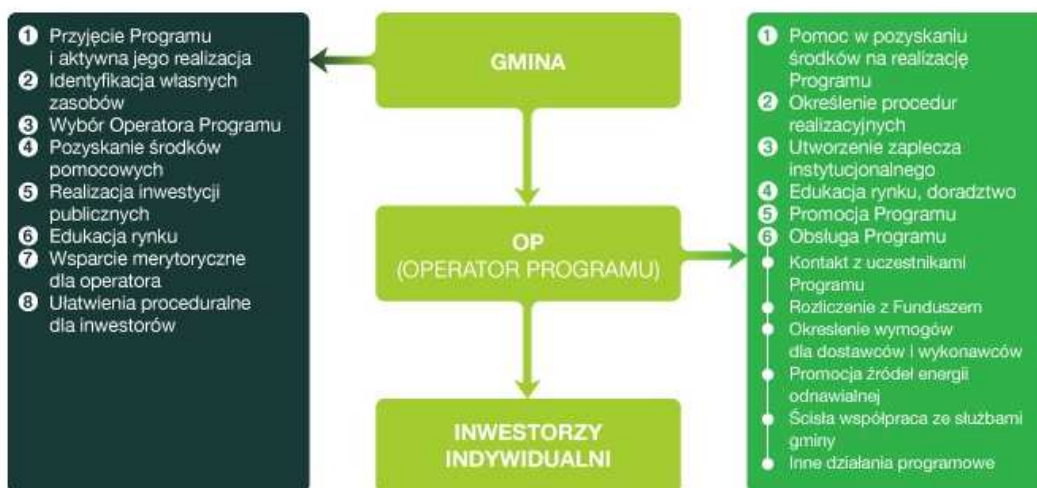 1 Przyjęcie Programu
i aktywna jego realizacja
2 Identyfikacja własnych
zasobów
3 Wybór Operatora Programu
4 Pozyskanie środków
pomocowych
5 Realizacja inwestycji
publicznych
6 Edukacja rynku
7 Wsparcie merytoryczne
dla operatora
8 Ułatwienia proceduralne
dla inwestorów
GMINA
OP
(OPERATOR PROGRAMU)
INWESTORZY
INDYWIDUALNI
1 Pomoc w pozyskaniu
środków na realizację
Programu
2 Określenie procedur
realizacyjnych
3 Utworzenie zaplecza
instytucjonalnego
4 Edukacja rynku, doradztwo
5 Promocja Programu
6 Obsługa Programu
Kontakt z uczestnikami
Programu
Rozliczenie z Funduszem
Okreslenie wymogów
dla dostawców i wykonawców
Promocja źródeł energii
odnawialnej
Ścisła współpraca ze służbami
gminy
Inne działania programowe